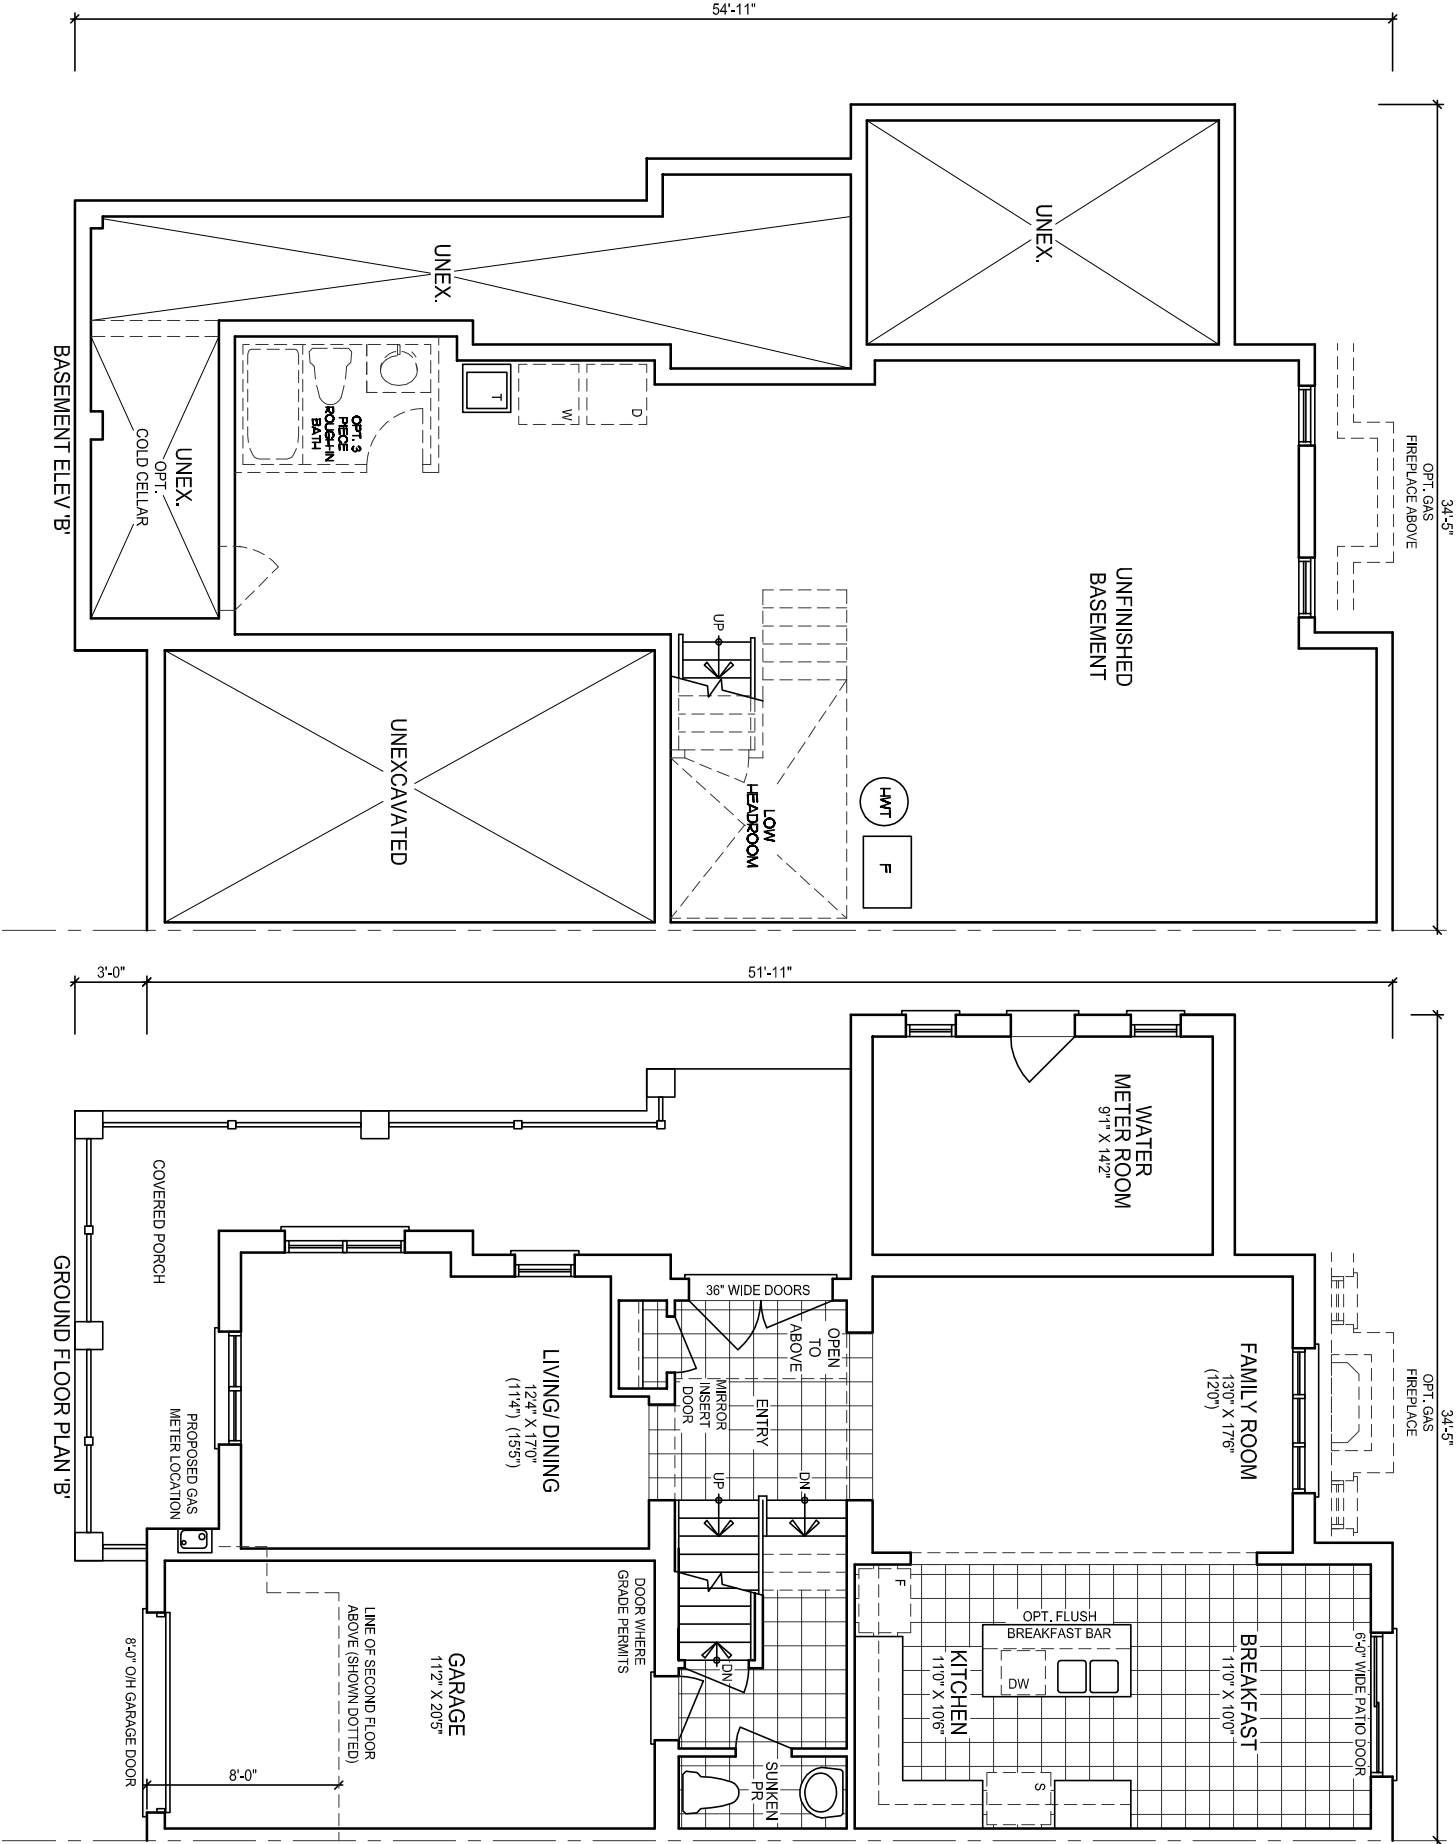 54'-11"
34'-5"
OPT. GAS
FIREPLACE ABOVE
UNEX.
UNEX.
UNEX.
OPT.
COLD CELLAR
OPT. 3
PIECE
ROUGH-IN
BATH
T
W
D
UNFINISHED
BASEMENT
UP
LOW
HEADROOM
HWT
F
UNEXCAVATED
BASEMENT ELEV 'B'
3'-0"
51'-11"
34'-5"
OPT. GAS
FIREPLACE
WATER
METER ROOM
9'1" X 14'2"
COVERED PORCH
36" WIDE DOORS
OPEN
TO
ABOVE
MIRROR
INSERT
DOOR
ENTRY
FAMILY ROOM
13'0" X 17'6"
(12'0")
LIVING/ DINING
12'4" X 17'0"
(11'4") (15'5")
PROPOSED GAS
METER LOCATION
UP
DN
DN
DOOR WHERE
GRADE PERMITS
F
OPT. FLUSH
BREAKFAST BAR
DW
KITCHEN
11'0" X 10'6"
BREAKFAST
11'0" X 10'0"
6'-0" WIDE PATIO DOOR
S
SUNKEN
PR
GARAGE
11'2" X 20'5"
LINE OF SECOND FLOOR
ABOVE (SHOWN DOTTED)
8'-0"
8'-0" O/H GARAGE DOOR
GROUND FLOOR PLAN 'B'